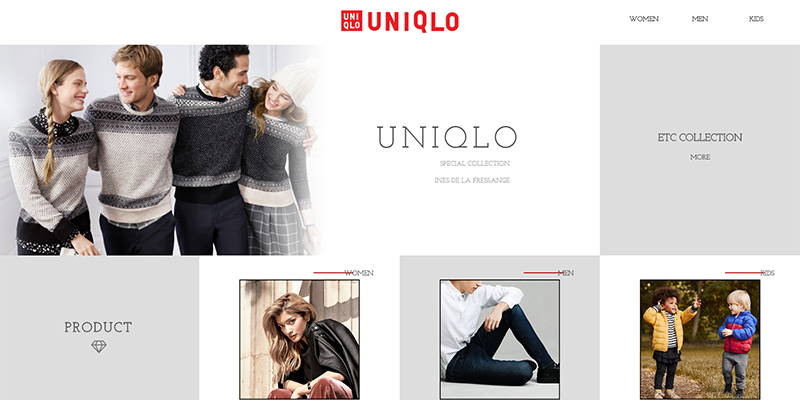 UNI
QLO
UNIQLO
WOMEN
MEN
KIDS
UNIQLO
SPECIAL COLLECTION
INES DE LA FRESSANGE
ETC COLLECTION
MORE
PRODUCT
WOMEN
MEN
KIDS